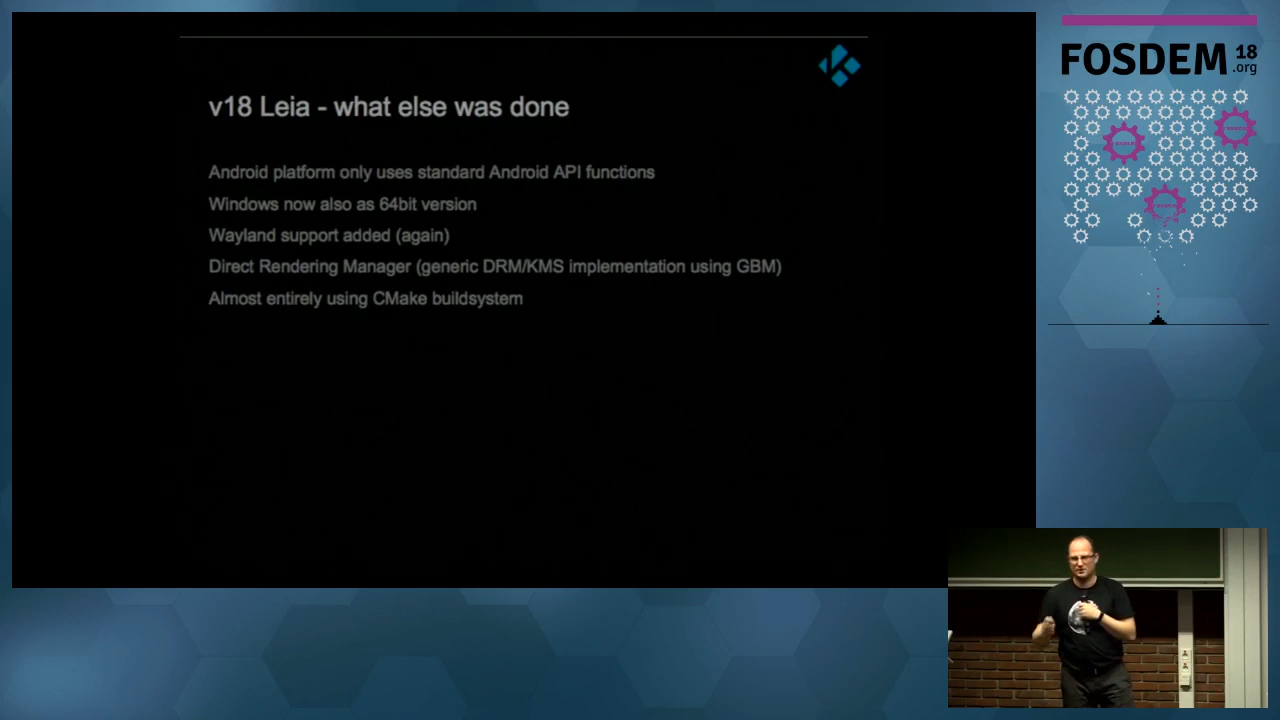 v18 Leia - what else was done
Android platform only uses standard Android API functions
Windows now also as 64bit version
Wayland support added (again)
Direct Rendering Manager (generic DRM/KMS implementation using GBM)
Almost entirely using CMake buildsystem
FOSDEM 18
.org